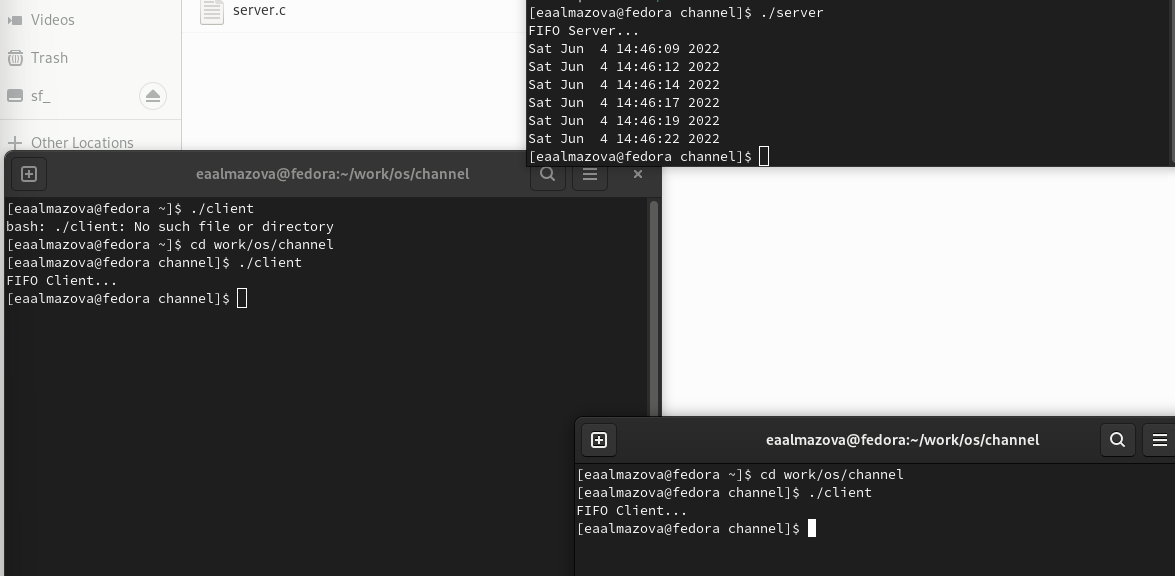 Videos
Trash
sf_
Other Locations
server.c
[eaalmazova@fedora channel]$ ./server
FIFO Server...
Sat Jun  4 14:46:09 2022
Sat Jun  4 14:46:12 2022
Sat Jun  4 14:46:14 2022
Sat Jun  4 14:46:17 2022
Sat Jun  4 14:46:19 2022
Sat Jun  4 14:46:22 2022
[eaalmazova@fedora channel]$
eaalmazova@fedora:~/work/os/channel
[eaalmazova@fedora ~]$ ./client
bash: ./client: No such file or directory
[eaalmazova@fedora ~]$ cd work/os/channel
[eaalmazova@fedora channel]$ ./client
FIFO Client...
[eaalmazova@fedora channel]$
eaalmazova@fedora:~/work/os/channel
[eaalmazova@fedora ~]$ cd work/os/channel
[eaalmazova@fedora channel]$ ./client
FIFO Client...
[eaalmazova@fedora channel]$